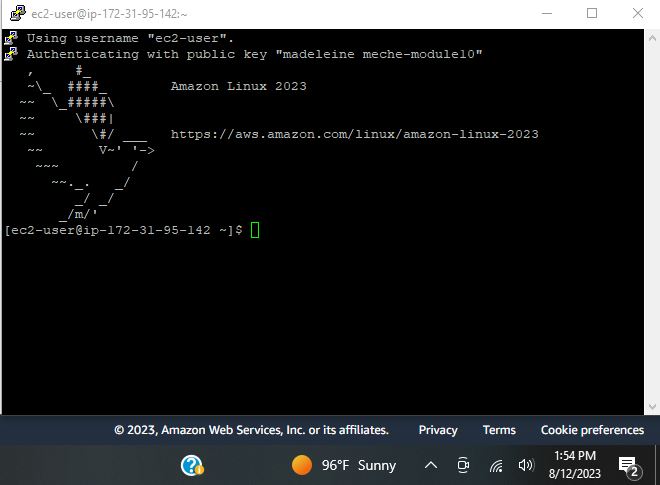 ec2-user@ip-172-31-95-142:~
Using username "ec2-user".
Authenticating with public key "madeleine meche-module10"
   ,     #_
   ~\_  ####_        Amazon Linux 2023
  ~~  \_#####\
  ~~     \###|
  ~~       \#/ ___   https://aws.amazon.com/linux/amazon-linux-2023
   ~~       V~' '->
    ~~~         /
      ~~._.   _/
         _/ _/
       _/m/'
[ec2-user@ip-172-31-95-142 ~]$
© 2023, Amazon Web Services, Inc. or its affiliates. Privacy Terms Cookie preferences
96°F Sunny 1:54 PM
8/12/2023 2